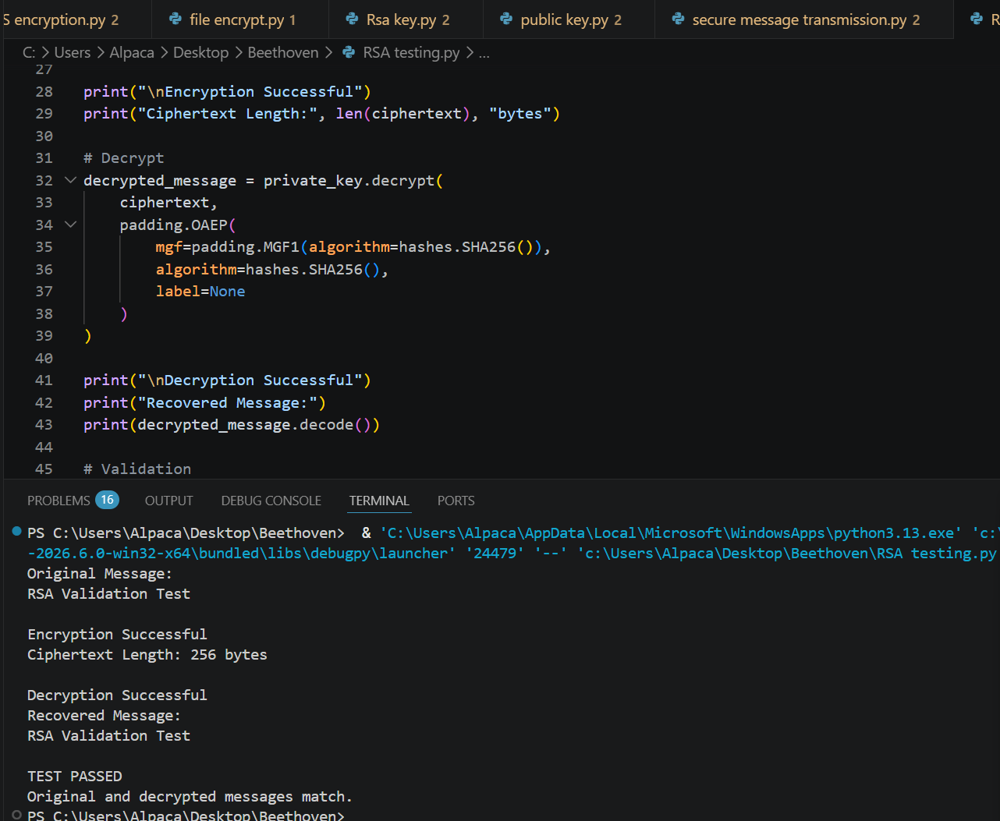 S encryption.py 2 file encrypt.py 1 Rsa key.py 2 public key.py 2 secure message transmission.py 2 R
C: > Users > Alpaca > Desktop > Beethoven > RSA testing.py > ...
27
28 print("\nEncryption Successful")
29 print("Ciphertext Length:", len(ciphertext), "bytes")
30
31 # Decrypt
32 decrypted_message = private_key.decrypt(
33     ciphertext,
34     padding.OAEP(
35         mgf=padding.MGF1(algorithm=hashes.SHA256()),
36         algorithm=hashes.SHA256(),
37         label=None
38     )
39 )
40
41 print("\nDecryption Successful")
42 print("Recovered Message:")
43 print(decrypted_message.decode())
44
45 # Validation
PROBLEMS 16 OUTPUT DEBUG CONSOLE TERMINAL PORTS
PS C:\Users\Alpaca\Desktop\Beethoven>  & 'C:\Users\Alpaca\AppData\Local\Microsoft\WindowsApps\python3.13.exe' 'c:\
-2026.6.0-win32-x64\bundled\libs\debugpy\launcher' '24479' '--' 'c:\Users\Alpaca\Desktop\Beethoven\RSA testing.py
Original Message:
RSA Validation Test
Encryption Successful
Ciphertext Length: 256 bytes
Decryption Successful
Recovered Message:
RSA Validation Test
TEST PASSED
Original and decrypted messages match.
PS C:\Users\Alpaca\Desktop\Beethoven>